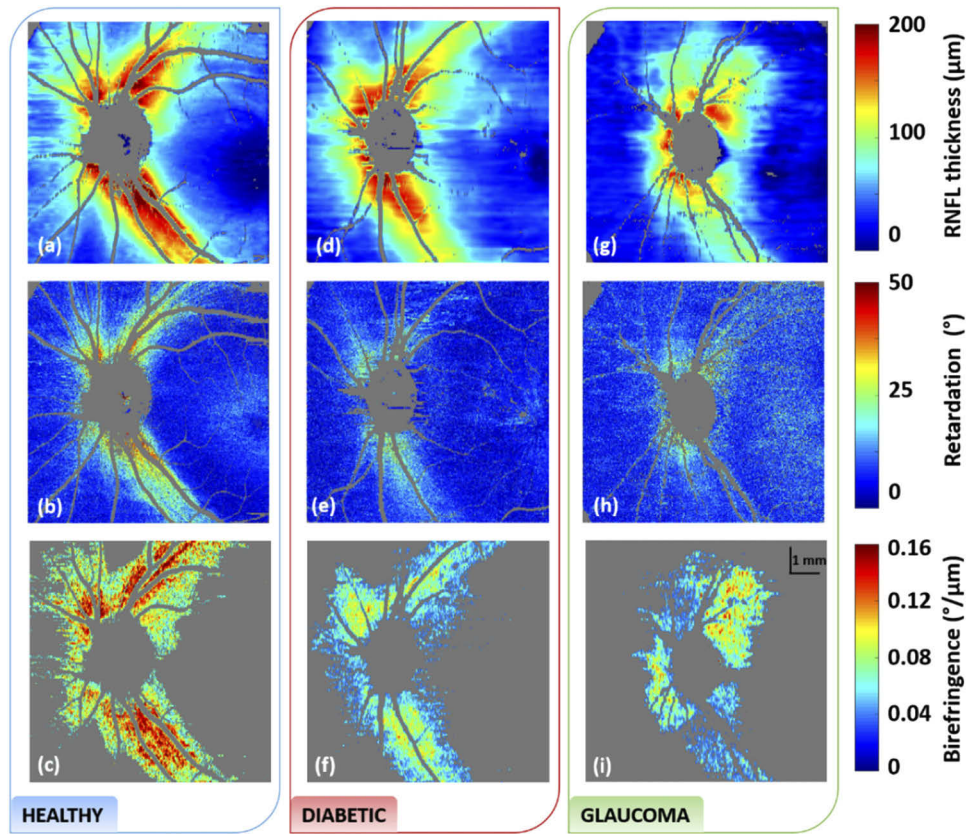 (a)
(d)
(g)
200
100
0
RNFL thickness (μm)
(b)
(e)
(h)
50
25
0
Retardation (°)
(c)
(f)
(i)
1 mm
0.16
0.12
0.08
0.04
0
Birefringence (°/μm)
HEALTHY
DIABETIC
GLAUCOMA